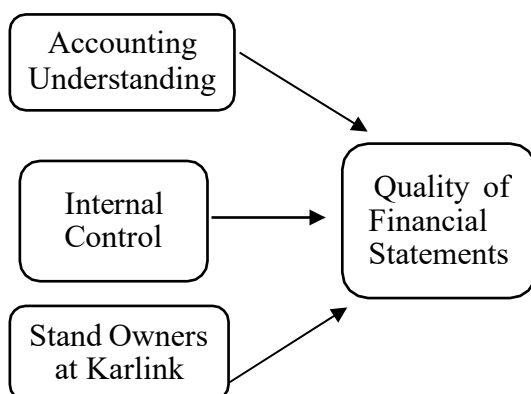 Accounting
Understanding
Internal
Control
Stand Owners
at Karlink
Quality of
Financial
Statements